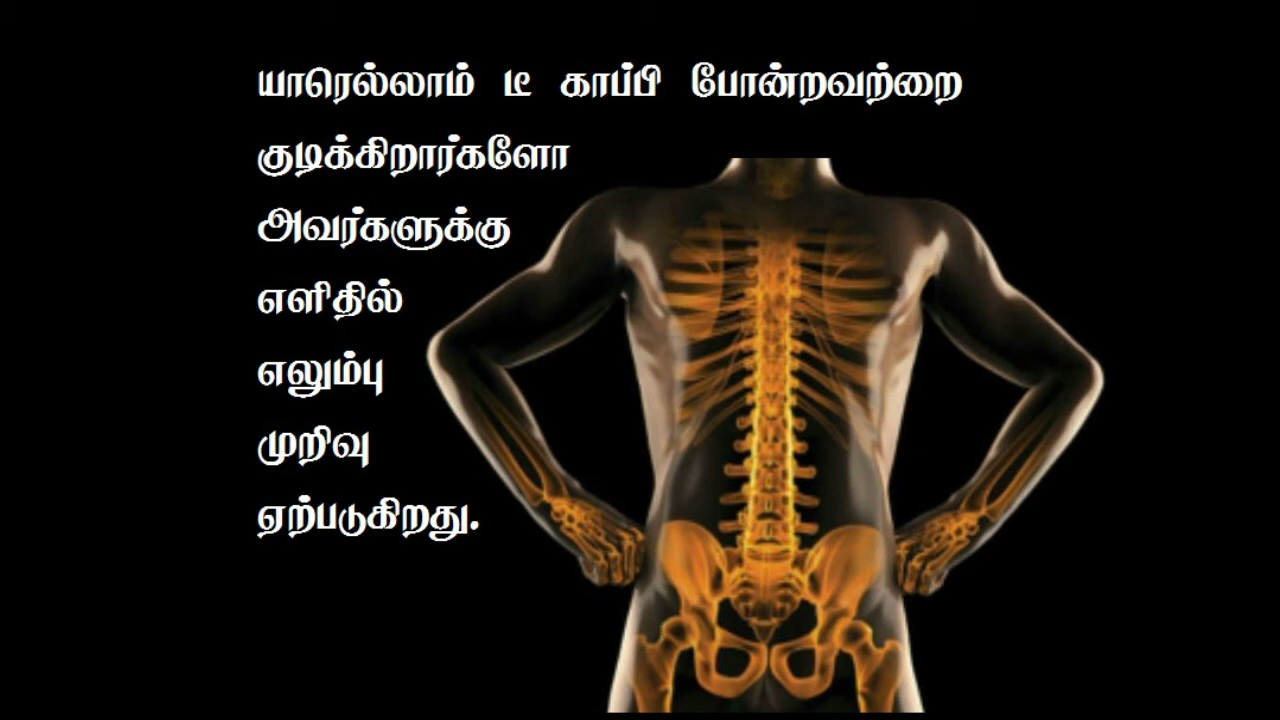 யாரெல்லாம் டீ காப்பி போன்றவற்றை
குடிக்கிறார்களோ
அவர்களுக்கு
எளிதில்
எலும்பு
முறிவு
ஏற்படுகிறது.